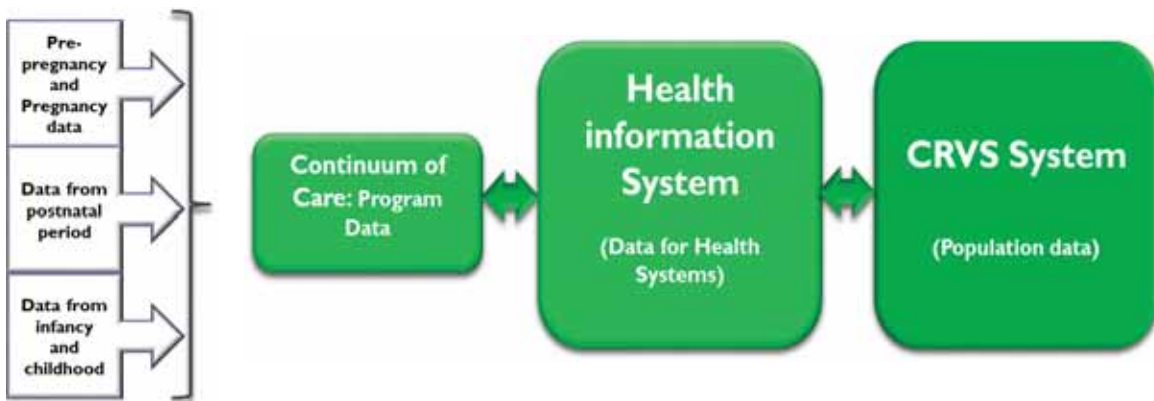 Pre-
pregnancy
and
Pregnancy
data
Data from
postnatal
period
Data from
infancy
and
childhood
Continuum of
Care: Program
Data
Health
information
System
(Data for Health
Systems)
CRVS System
(Population data)